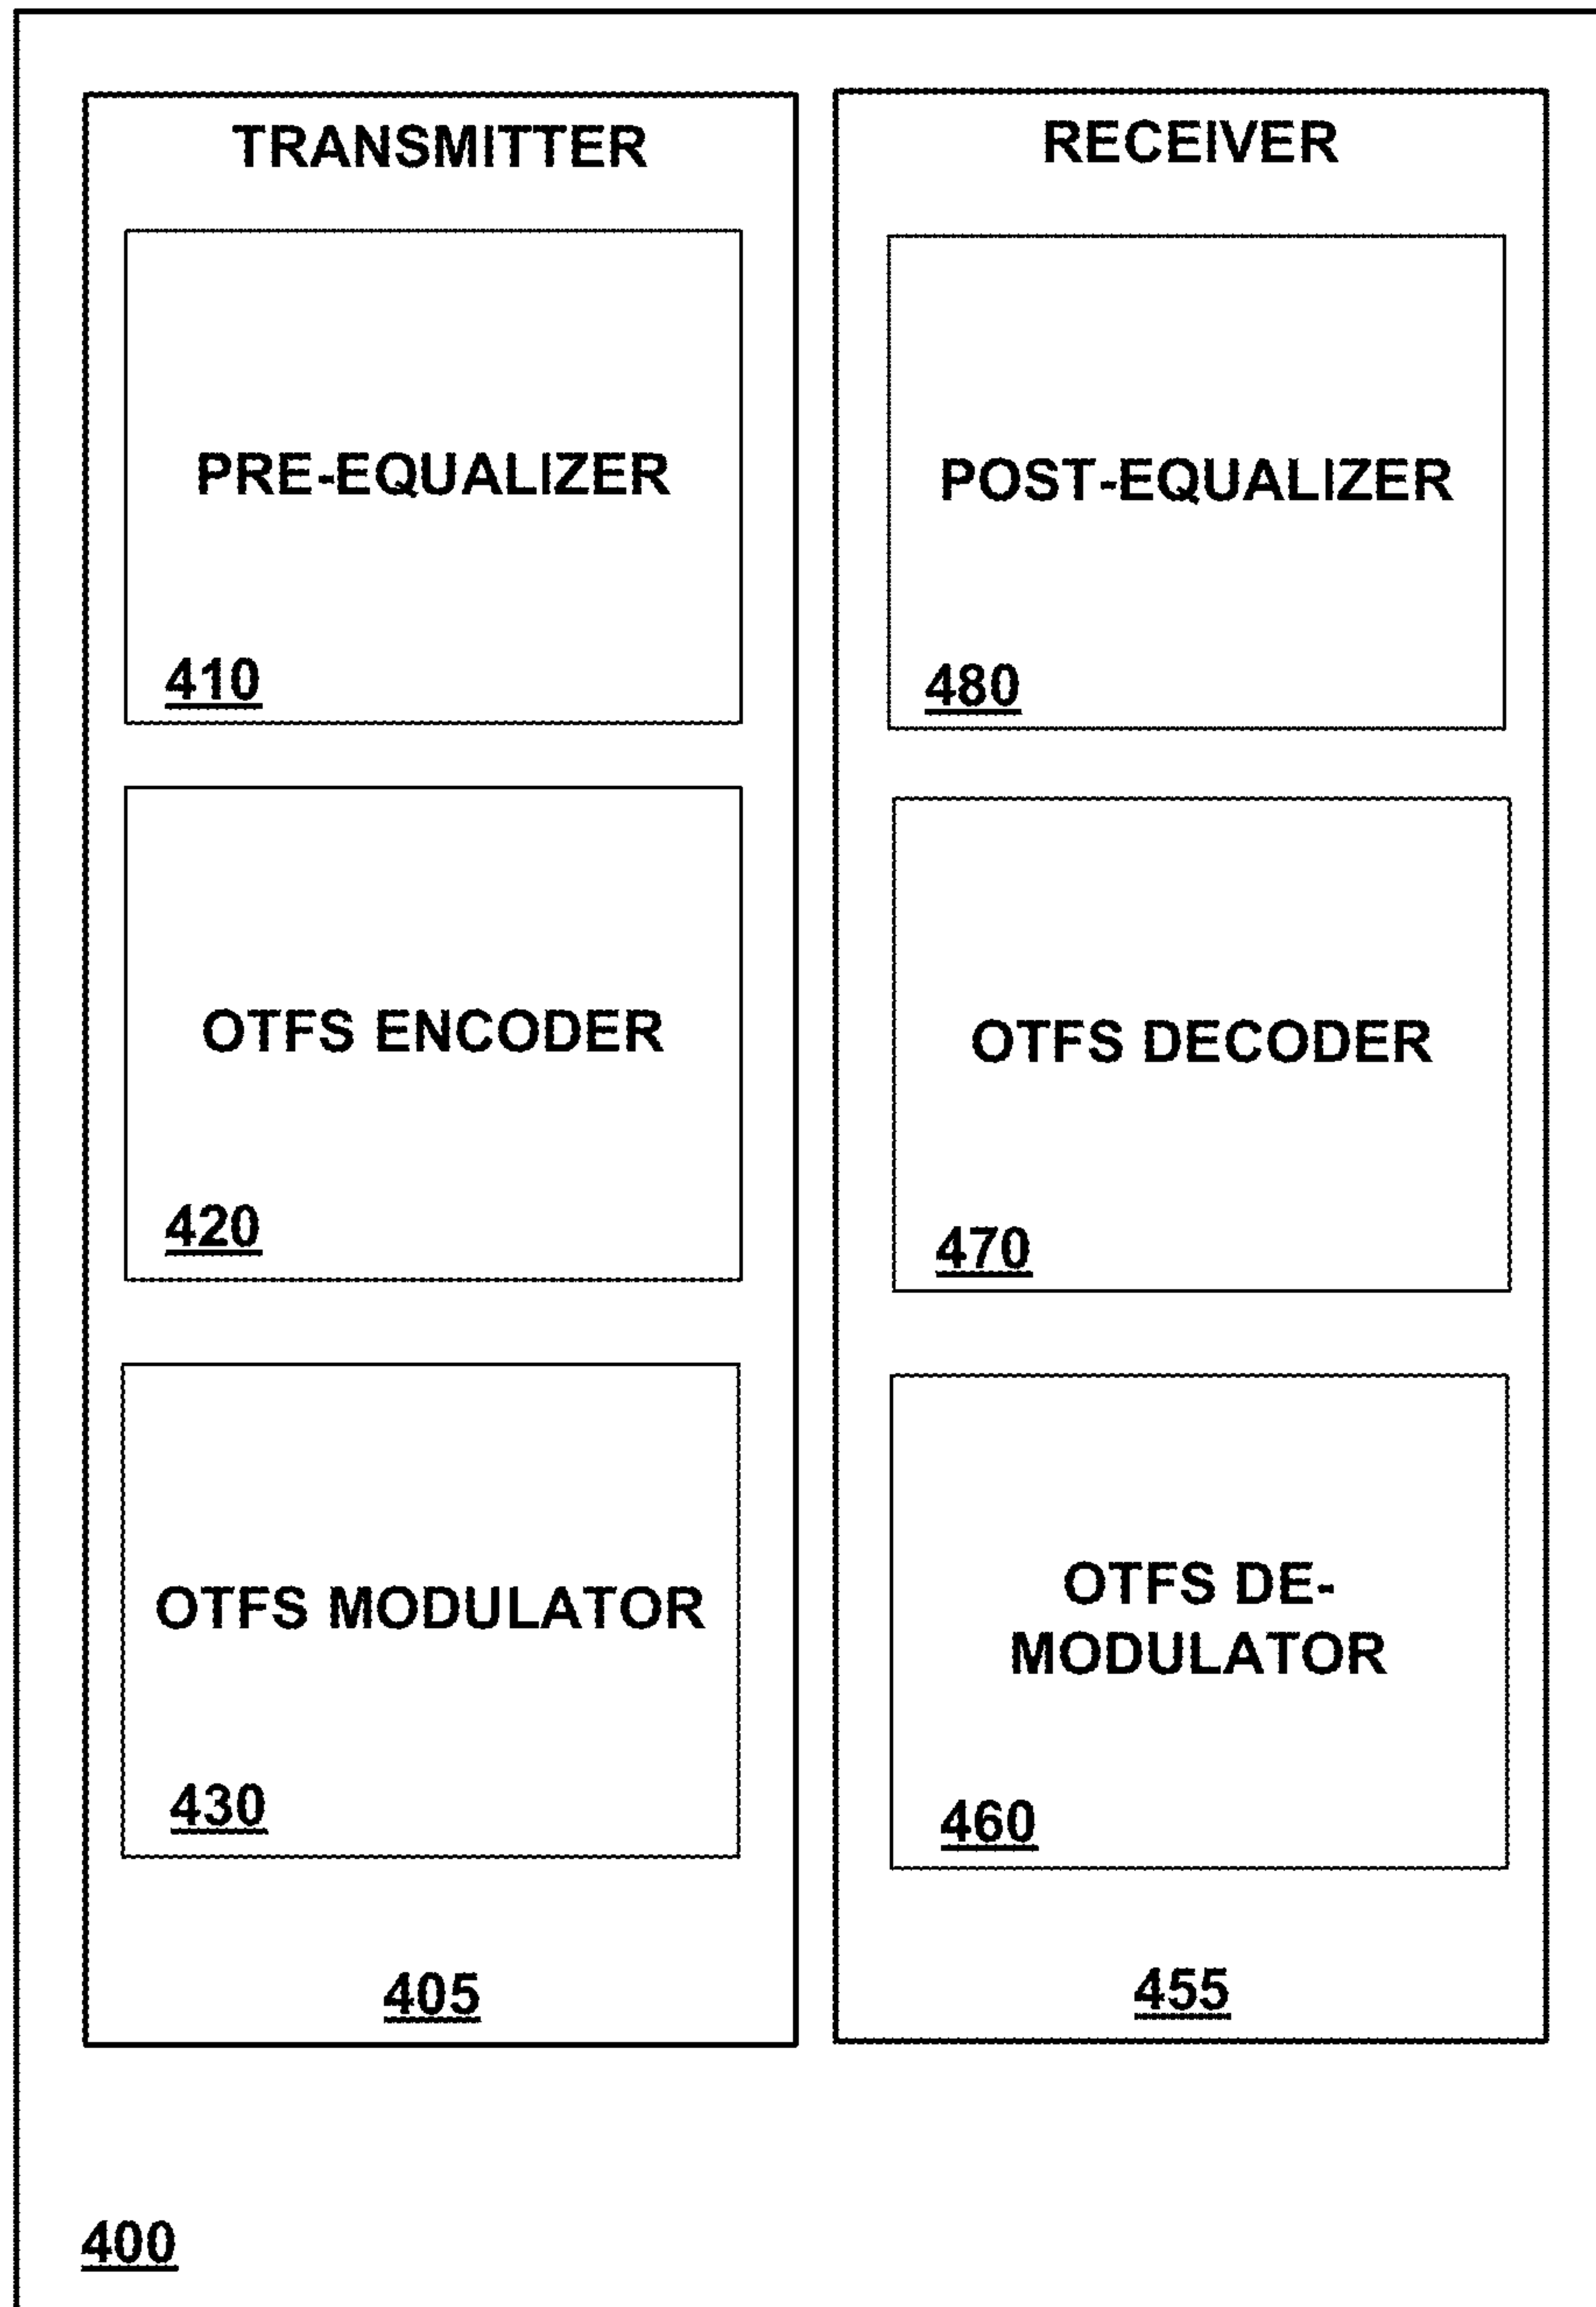 TRANSMITTER
PRE-EQUALIZER
410
OTFS ENCODER
420
OTFS MODULATOR
430
405
RECEIVER
POST-EQUALIZER
480
OTFS DECODER
470
OTFS DE-
MODULATOR
460
455
400